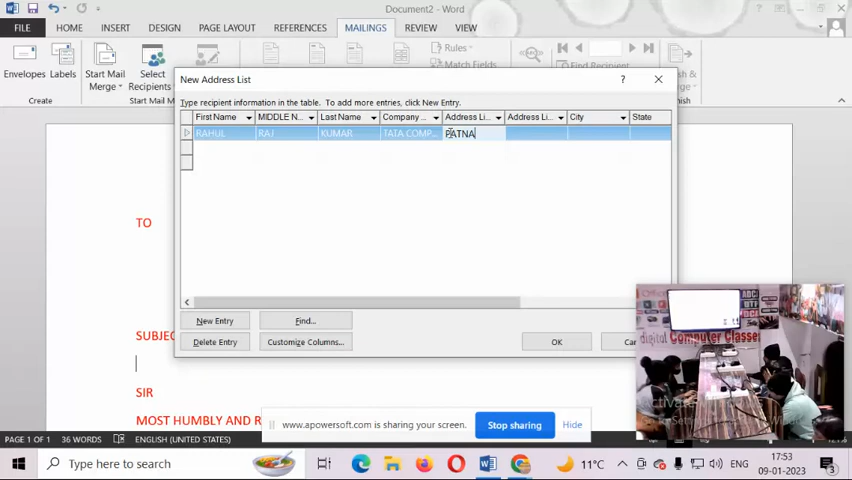 Document2 - Word
FILE HOME INSERT DESIGN PAGE LAYOUT REFERENCES MAILINGS REVIEW VIEW
Envelopes Labels Start Mail Merge Select Recipients
Rules
Match Fields
Find Recipient
Create Start Mail
New Address List
?
Type recipient information in the table. To add more entries, click New Entry.
First Name MIDDLE N... Last Name Company ... Address Li... Address Li... City State
RAHUL RAJ KUMAR TATA COMP... PATNA
New Entry Find...
Delete Entry Customize Columns... OK
TO
SUBJEC
SIR
MOST HUMBLY AND R
digital Computer Classes
www.apowersoft.com is sharing your screen. Stop sharing Hide
PAGE 1 OF 1 36 WORDS ENGLISH (UNITED STATES)
Type here to search
11°C ENG 17:53
09-01-2023